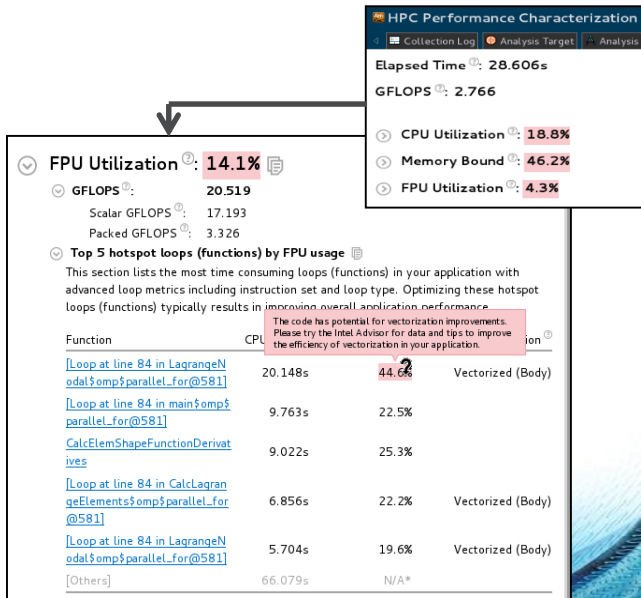 HPC Performance Characterization
Collection Log Analysis Target Analysis
Elapsed Time ?: 28.606s
GFLOPS ?: 2.766
CPU Utilization ?: 18.8%
Memory Bound ?: 46.2%
FPU Utilization ?: 4.3%
FPU Utilization ?: 14.1%
GFLOPS ?: 20.519
Scalar GFLOPS ?: 17.193
Packed GFLOPS ?: 3.326
Top 5 hotspot loops (functions) by FPU usage
This section lists the most time consuming loops (functions) in your application with
advanced loop metrics including instruction set and loop type. Optimizing these hotspot
loops (functions) typically results in improving overall application performance.
The code has potential for vectorization improvements.
Please try the Intel Advisor for data and tips to improve
the efficiency of vectorization in your application.
Function
[Loop at line 84 in LagrangeN
odal$omp$parallel_for@581] 20.148s 44.6% Vectorized (Body)
[Loop at line 84 in main$omp$
parallel_for@581] 9.763s 22.5%
CalcElemShapeFunctionDerivat
ives 9.022s 25.3%
[Loop at line 84 in CalcLagran
geElements$omp$parallel_for 6.856s 22.2% Vectorized (Body)
@581]
[Loop at line 84 in LagrangeN
odal$omp$parallel_for@581] 5.704s 19.6% Vectorized (Body)
[Others] 66.079s N/A*